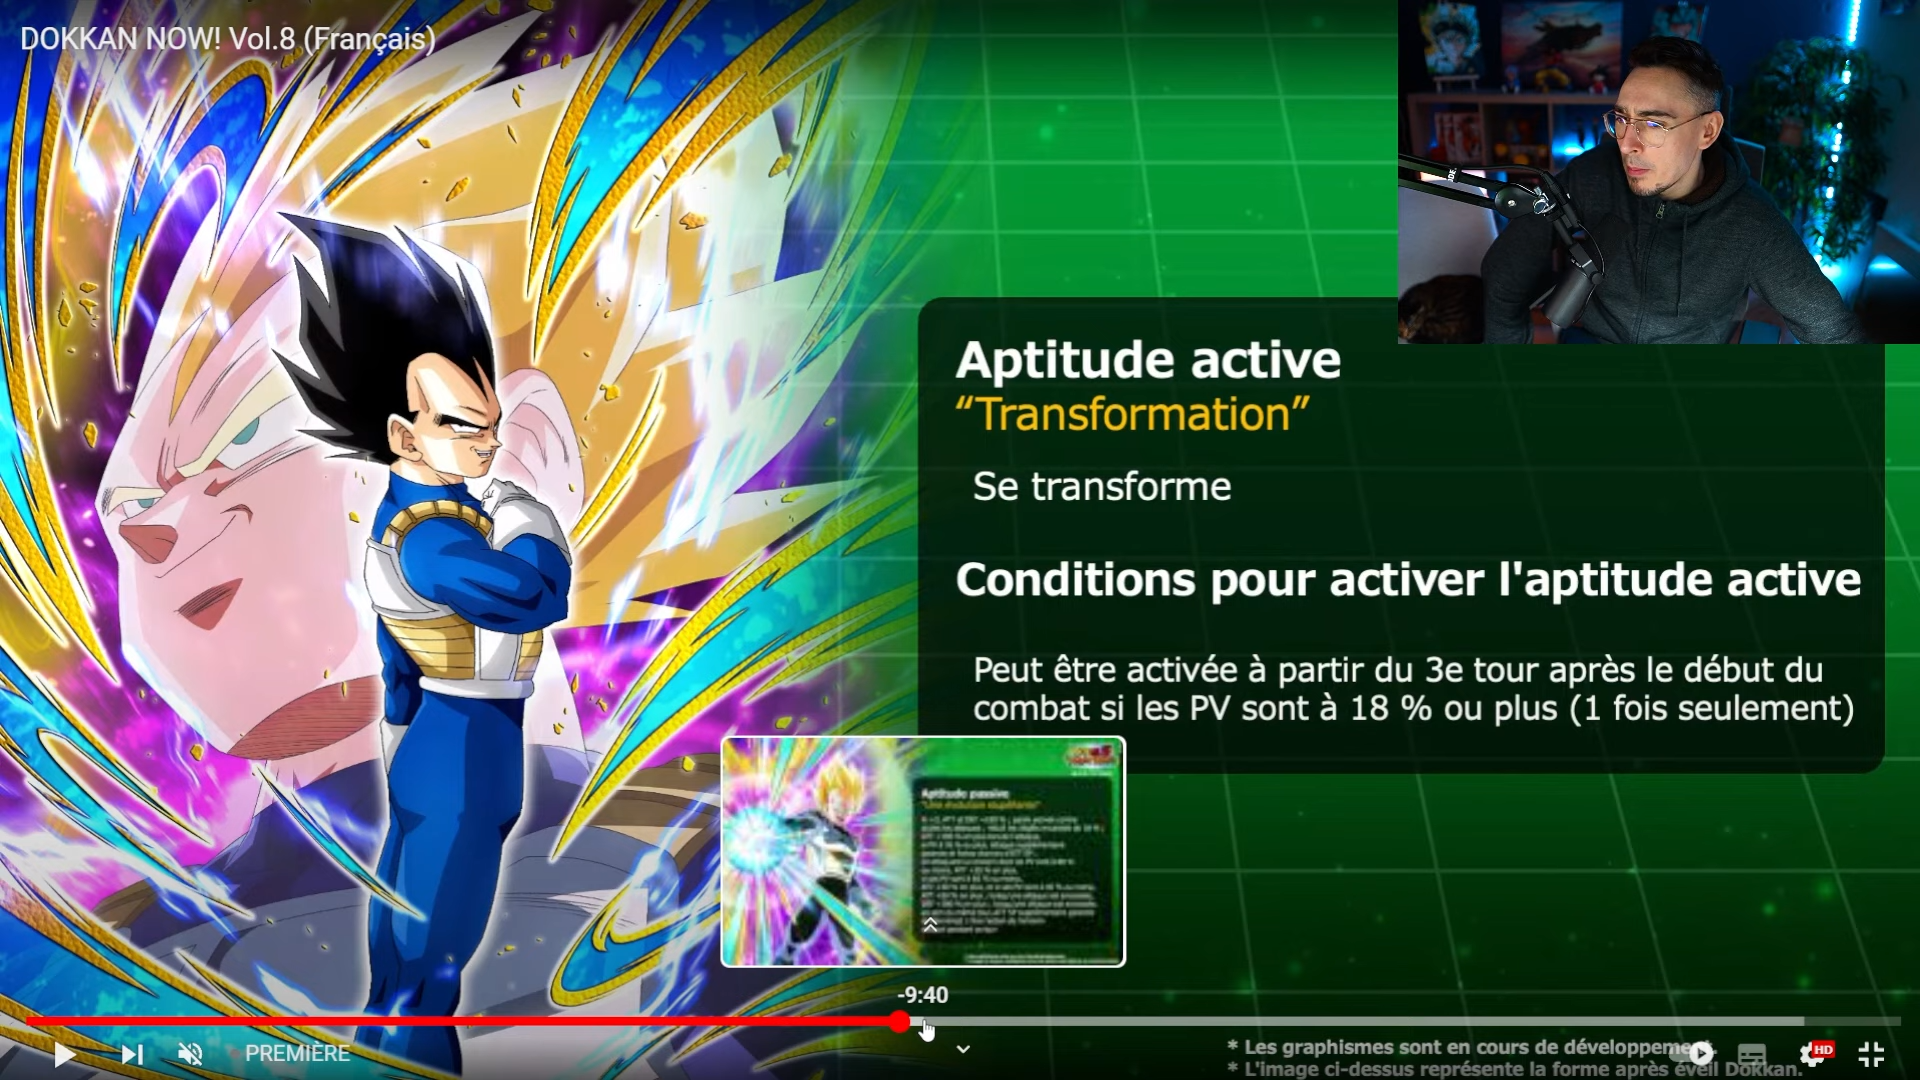 DOKKAN NOW! Vol.8 (Français)
Aptitude active
“Transformation”
Se transforme
Conditions pour activer l'aptitude active
Peut être activée à partir du 3e tour après le début du
combat si les PV sont à 18 % ou plus (1 fois seulement)
Aptitude passive
-9:40
PREMIÈRE
HD
* Les graphismes sont en cours de développement.
* L'image ci-dessus représente la forme après éveil Dokkan.